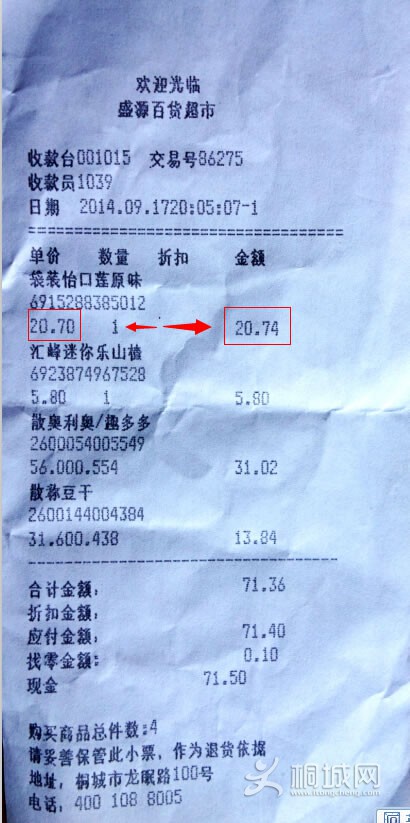 欢迎光临
盛源百货超市
收款台001015 交易号86275
收款员1039
日期 2014.09.1720:05:07-1
单价 数量 折扣 金额
袋装怡口莲原味
6915288385012
20.70 1 20.74
汇峰迷你乐山楂
6923874967528
5.80 1 5.80
散奥利奥/趣多多
2600054005549
56.000.554 31.02
散称豆干
2600144004384
31.600.438 13.84
合计金额: 71.36
折扣金额:
应付金额: 71.40
找零金额: 0.10
现金 71.50
购买商品总件数:4
请妥善保管此小票, 作为退货依据
地址, 桐城市龙眠路100号
电话, 400 108 8005
桐城网
www.itongcheng.com